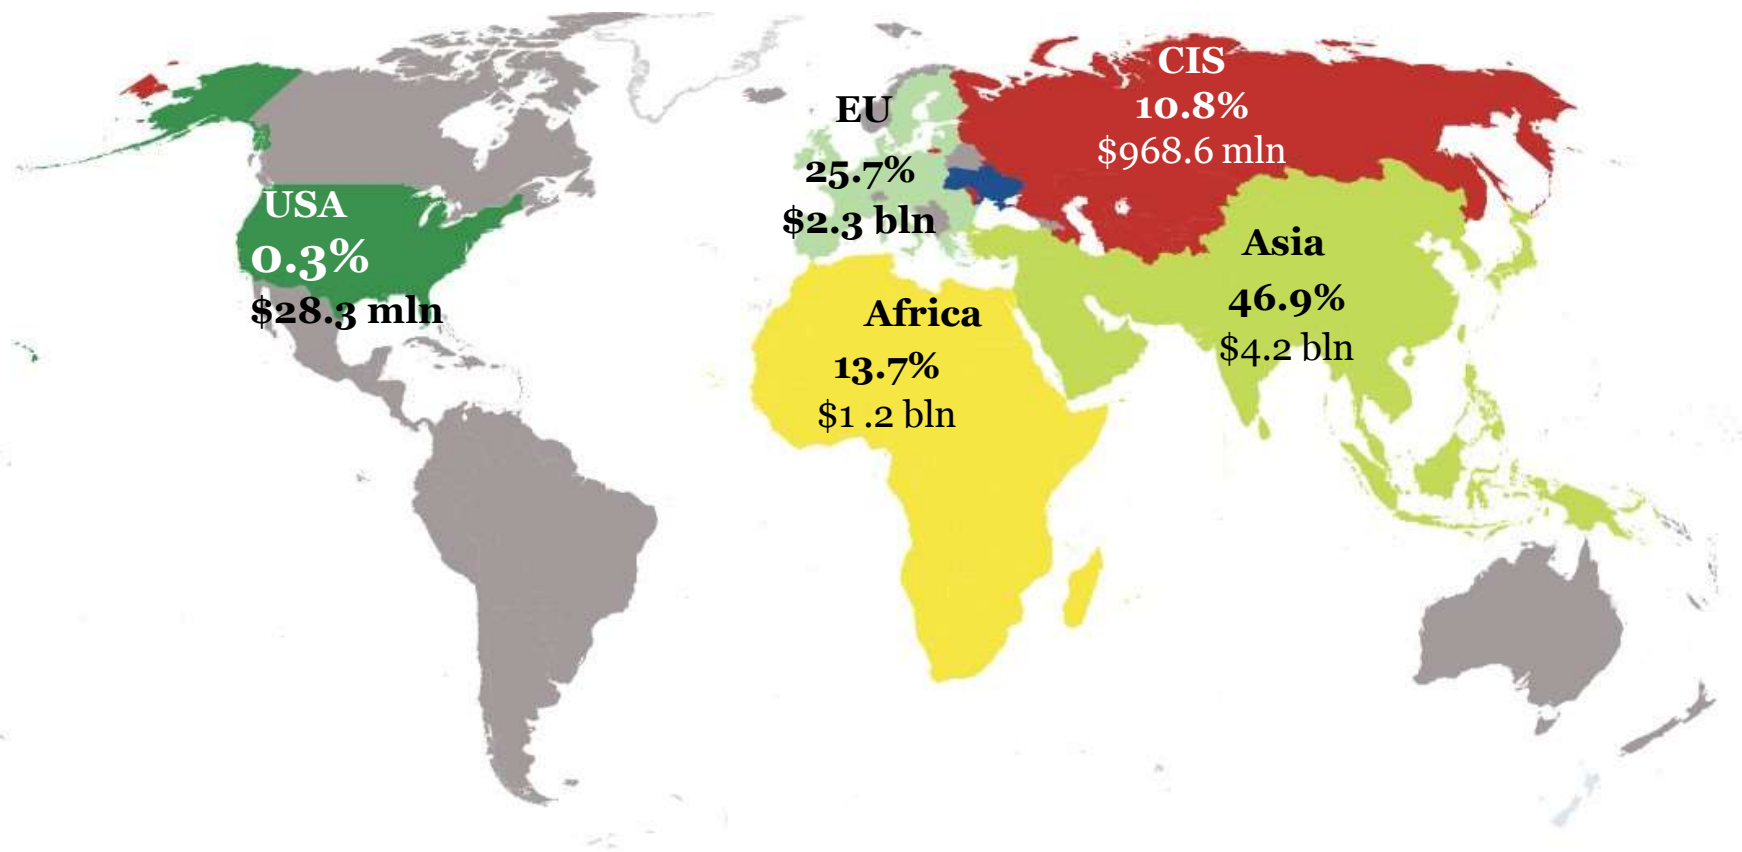 CIS
10.8%
$968.6 mln
EU
25.7%
$2.3 bln
USA
0.3%
$28.3 mln
Asia
46.9%
$4.2 bln
Africa
13.7%
$1 .2 bln